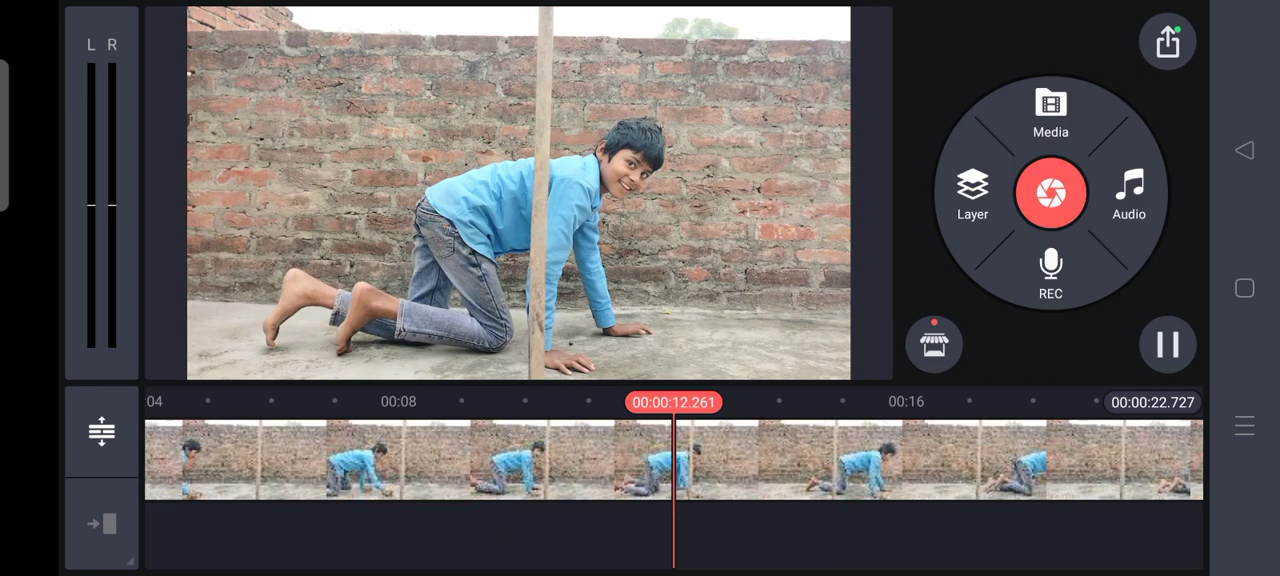 L R
Media
Layer
Audio
REC
:04
00:08
00:00:12.261
00:16
00:00:22.727